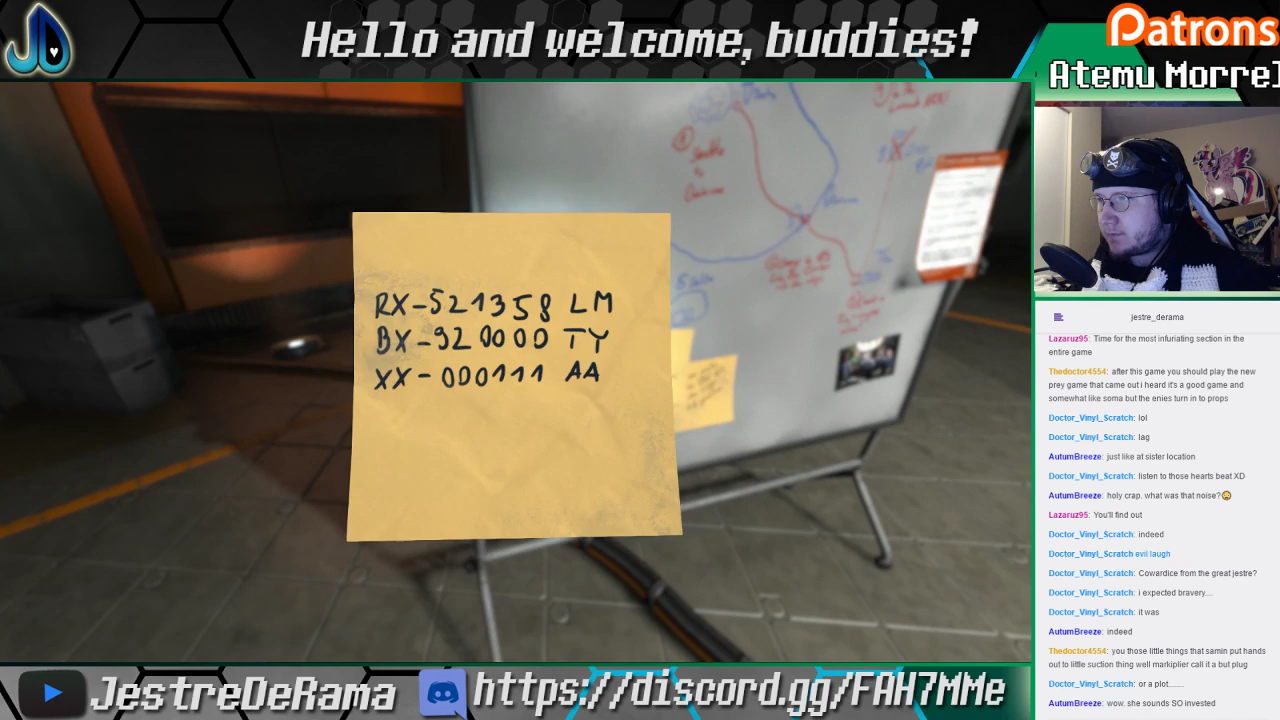 Hello and welcome, buddies!
Patrons
Atemu Morrel
JD
RX-521358 LM
BX-920000 TY
XX-000111 AA
jestre_derama
Lazaruz95: Time for the most infuriating section in the
entire game
Thedoctor4554: after this game you should play the new
prey game that came out i heard it's a good game and
somewhat like soma but the enies turn in to props
Doctor_Vinyl_Scratch: lol
Doctor_Vinyl_Scratch: lag
AutumBreeze: just like at sister location
Doctor_Vinyl_Scratch: listen to those hearts beat XD
AutumBreeze: holy crap, what was that noise?😳
Lazaruz95: You'll find out
Doctor_Vinyl_Scratch: indeed
Doctor_Vinyl_Scratch evil laugh
Doctor_Vinyl_Scratch: Cowardice from the great jestre?
Doctor_Vinyl_Scratch: i expected bravery....
Doctor_Vinyl_Scratch: it was
AutumBreeze: indeed
Thedoctor4554: you those little things that samin put hands
out to little suction thing well markiplier call it a but plug
Doctor_Vinyl_Scratch: or a plot.......
AutumBreeze: wow, she sounds SO invested
JestreDeRama
https://discord.gg/FAH7MMe